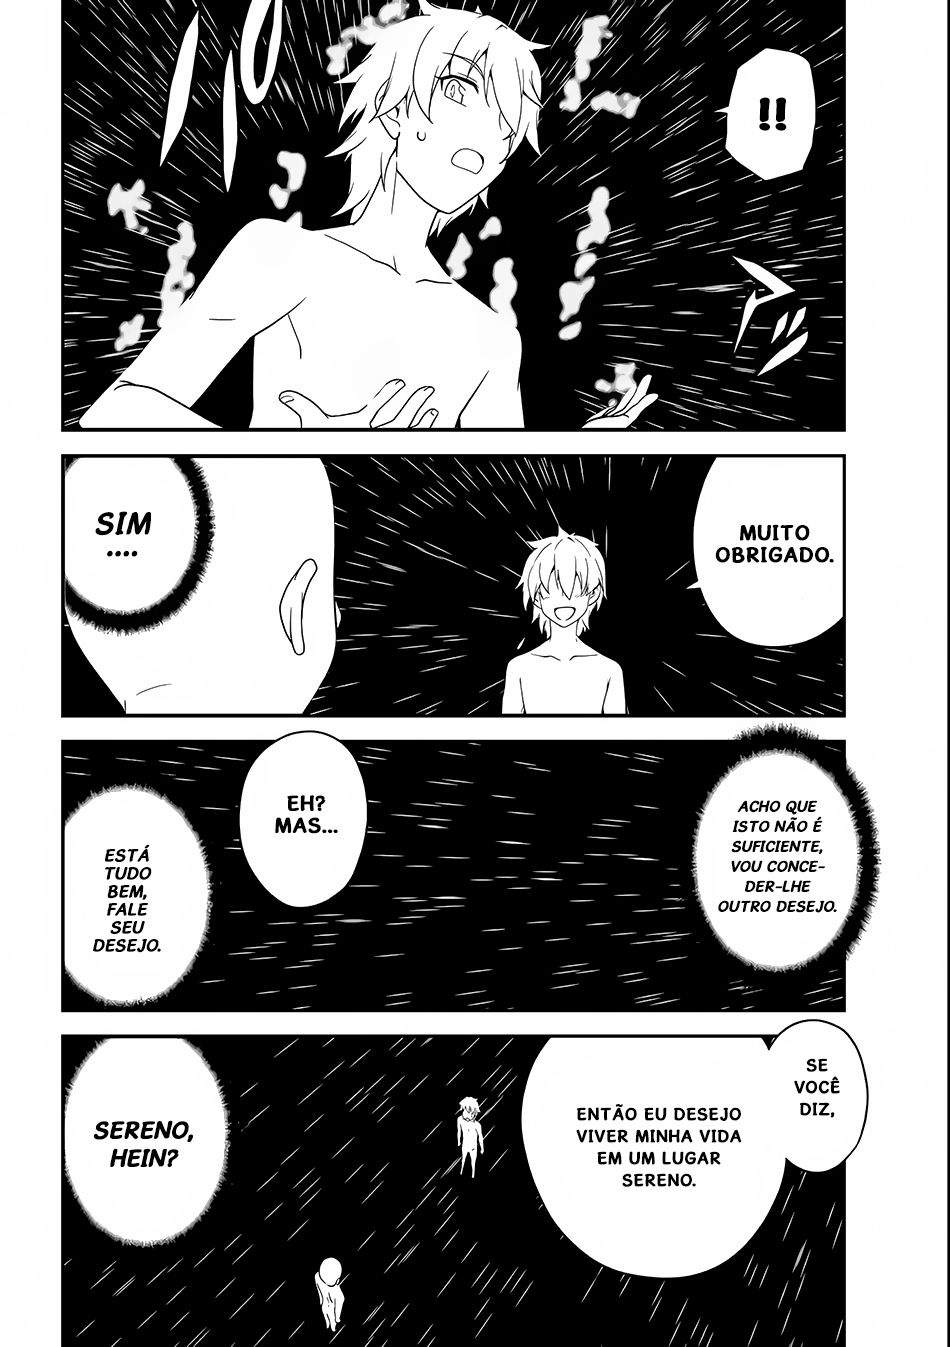 !!
MUITO
OBRIGADO.
SIM
....
ACHO QUE
ISTO NÃO É
SUFICIENTE,
VOU CONCE-
DER-LHE
OUTRO DESEJO.
EH?
MAS...
ESTÁ
TUDO
BEM,
FALE
SEU
DESEJO.
SE
VOCÊ
DIZ,
ENTÃO EU DESEJO
VIVER MINHA VIDA
EM UM LUGAR
SERENO.
SERENO,
HEIN?